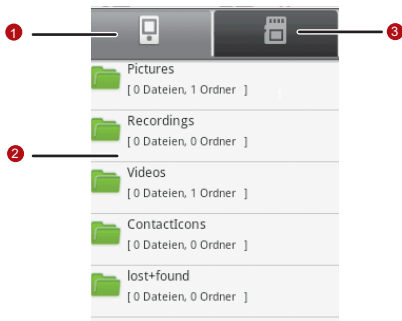 1
3
Pictures
[ 0 Dateien, 1 Ordner ]
Recordings
[ 0 Dateien, 0 Ordner ]
2
Videos
[ 0 Dateien, 1 Ordner ]
ContactIcons
[ 0 Dateien, 0 Ordner ]
lost+found
[ 0 Dateien, 0 Ordner ]